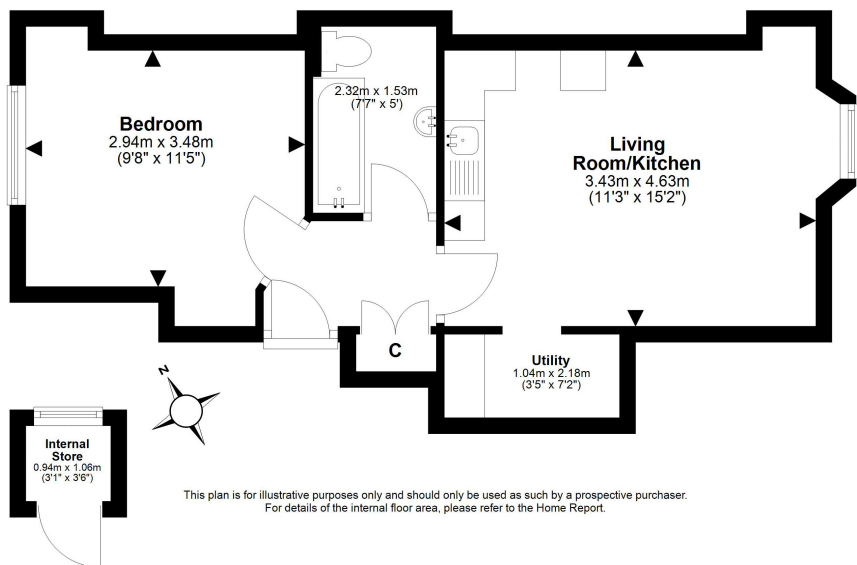 2.32m x 1.53m
(7'7" x 5')
Bedroom
2.94m x 3.48m
(9'8" x 11'5")
Living
Room/Kitchen
3.43m x 4.63m
(11'3" x 15'2")
C
Utility
1.04m x 2.18m
(3'5" x 7'2")
N
Internal
Store
0.94m x 1.06m
(3'1" x 3'6")
This plan is for illustrative purposes only and should only be used as such by a prospective purchaser.
For details of the internal floor area, please refer to the Home Report.